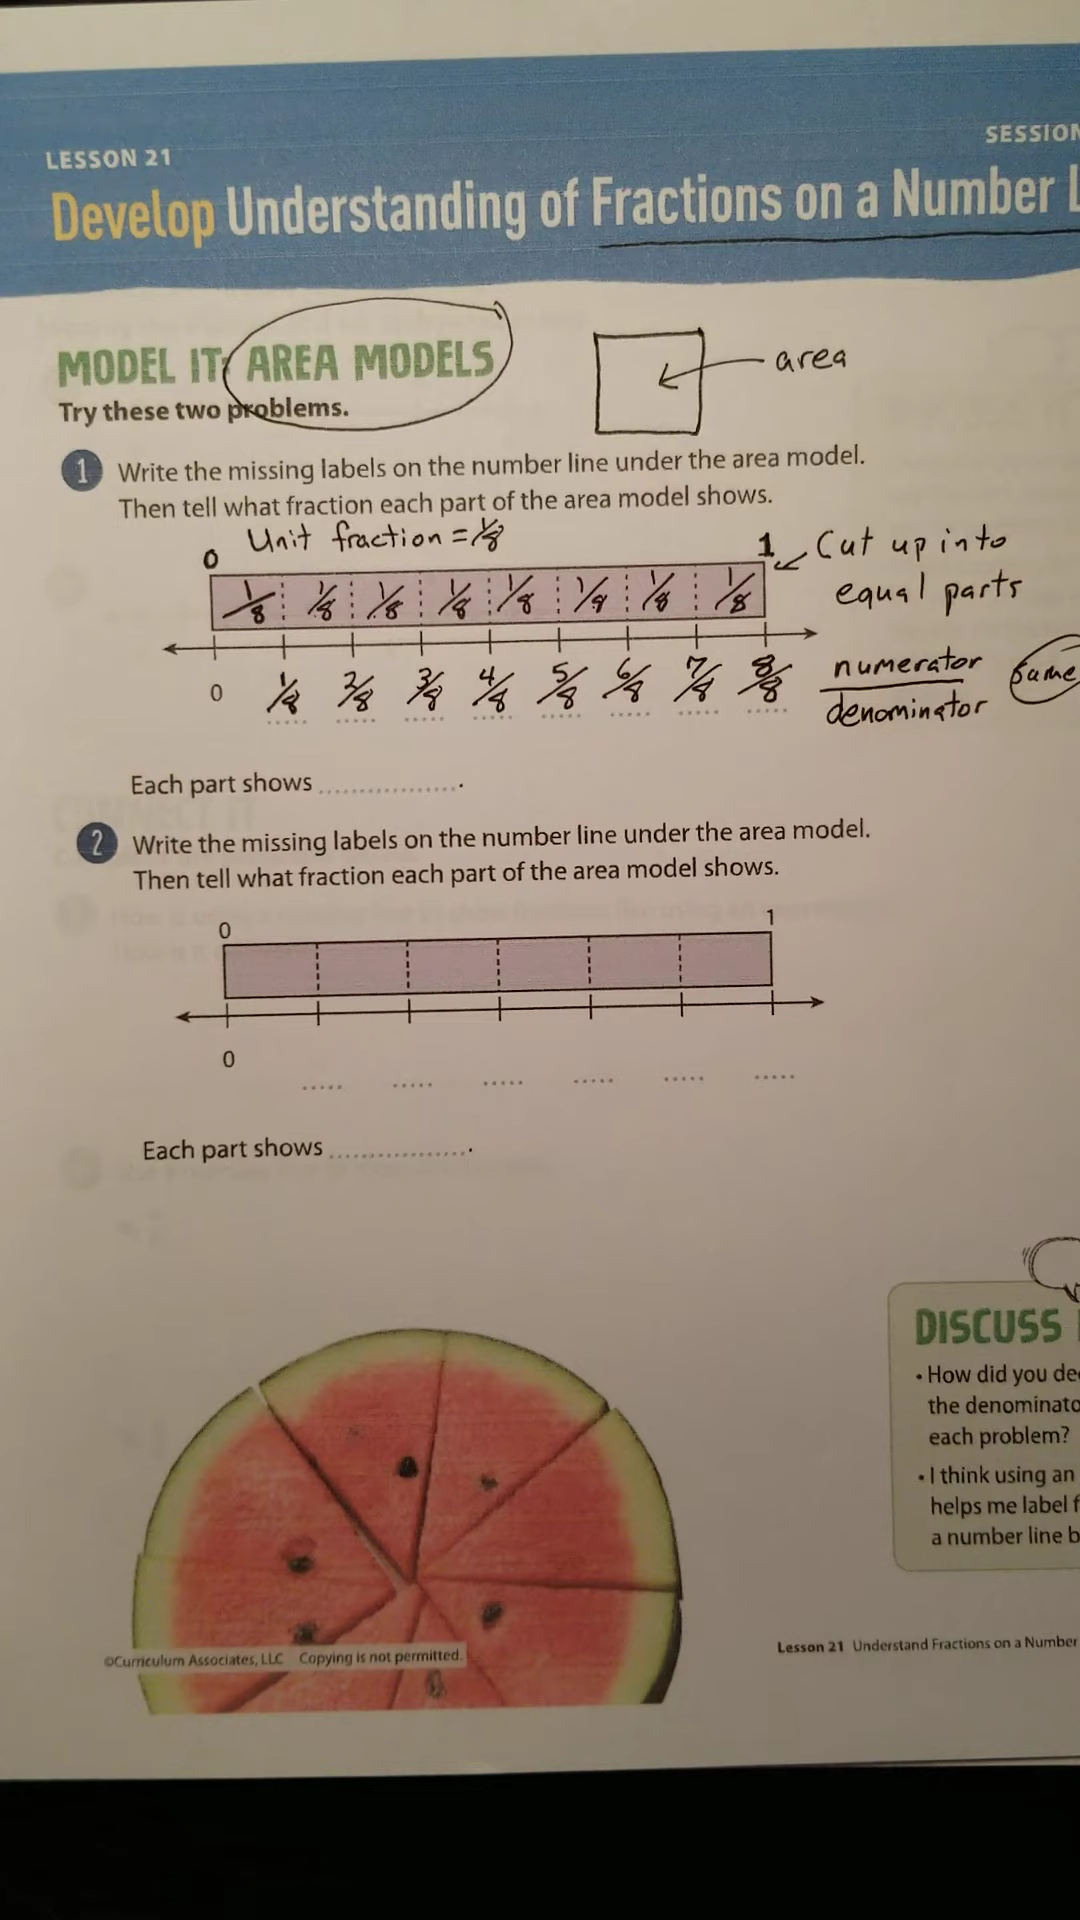 LESSON 21
SESSION
Develop Understanding of Fractions on a Number L
MODEL IT: AREA MODELS
area
Try these two problems.
1 Write the missing labels on the number line under the area model.
Then tell what fraction each part of the area model shows.
Unit fraction = 1/8
0 1 Cut up into
equal parts
1/8 1/8 1/8 1/8 1/8 1/8 1/8 1/8
0 1/8 2/8 3/8 4/8 5/8 6/8 7/8 8/8
numerator
denominator
same
Each part shows .................
2 Write the missing labels on the number line under the area model.
Then tell what fraction each part of the area model shows.
0 1
0 ..... ..... ..... ..... ..... .....
Each part shows .................
DISCUSS
• How did you de
the denominato
each problem?
• I think using an
helps me label f
a number line b
©Curriculum Associates, LLC Copying is not permitted.
Lesson 21 Understand Fractions on a Number